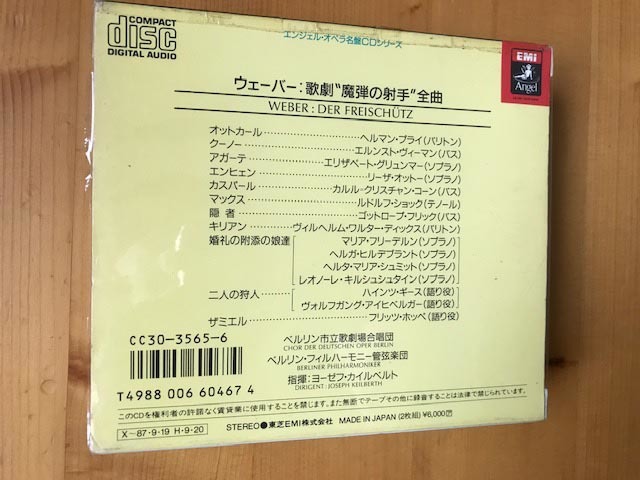 COMPACT
disc
DIGITAL AUDIO
エンジェル・オペラ名盤CDシリーズ
EMI
Angel
ウェーバー:歌劇“魔弾の射手”全曲
WEBER : DER FREISCHÜTZ
オットカール……ヘルマン・プライ(バリトン)
クーノー……エルンスト・ヴィーマン(バス)
アガーテ……エリザベート・グリュンマー(ソプラノ)
エンヒェン……リーザ・オットー(ソプラノ)
カスパール……カルル=クリスチャン・コーン(バス)
マックス……ルドルフ・ショック(テノール)
隠者……ゴットロープ・フリック(バス)
キリアン……ヴィルヘルム・ワルター・ディックス(バリトン)
婚礼の附添の娘達 マリア・フリーデルン(ソプラノ)
ヘルガ・ヒルデブラント(ソプラノ)
ヘルタ・マリア・シュミット(ソプラノ)
レオノーレ・キルシュシュタイン(ソプラノ)
二人の狩人……ハインツ・ギース(語り役)
ヴォルフガング・アイヒベルガー(語り役)
ザミエル……フリッツ・ホッペ(語り役)
CC30-3565-6
ベルリン市立歌劇場合唱団
CHOR DER DEUTSCHEN OPER BERLIN
ベルリン・フィルハーモニー管弦楽団
BERLINER PHILHARMONIKER
指揮:ヨーゼフ・カイルベルト
DIRIGENT: JOSEPH KEILBERTH
T4988 006 60467 4
このCDを権利者の許諾なく賃貸業に使用することを禁じます。また無断でテープその他に録音することは法律で禁じられています。
X-87・9・19 H・9・20
STEREO 東芝EMI株式会社 MADE IN JAPAN (2枚組) ¥6,000